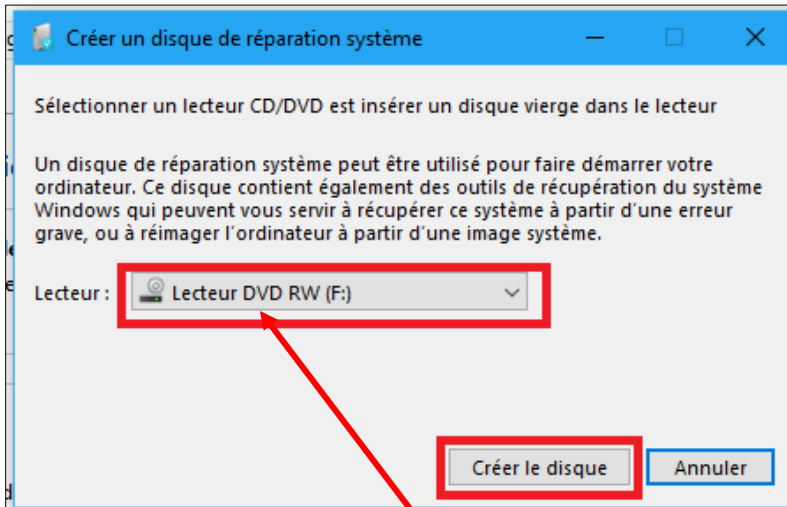 Créer un disque de réparation système
Sélectionner un lecteur CD/DVD est insérer un disque vierge dans le lecteur
Un disque de réparation système peut être utilisé pour faire démarrer votre
ordinateur. Ce disque contient également des outils de récupération du système
Windows qui peuvent vous servir à récupérer ce système à partir d'une erreur
grave, ou à réimager l'ordinateur à partir d'une image système.
Lecteur : Lecteur DVD RW (F:)
Créer le disque Annuler